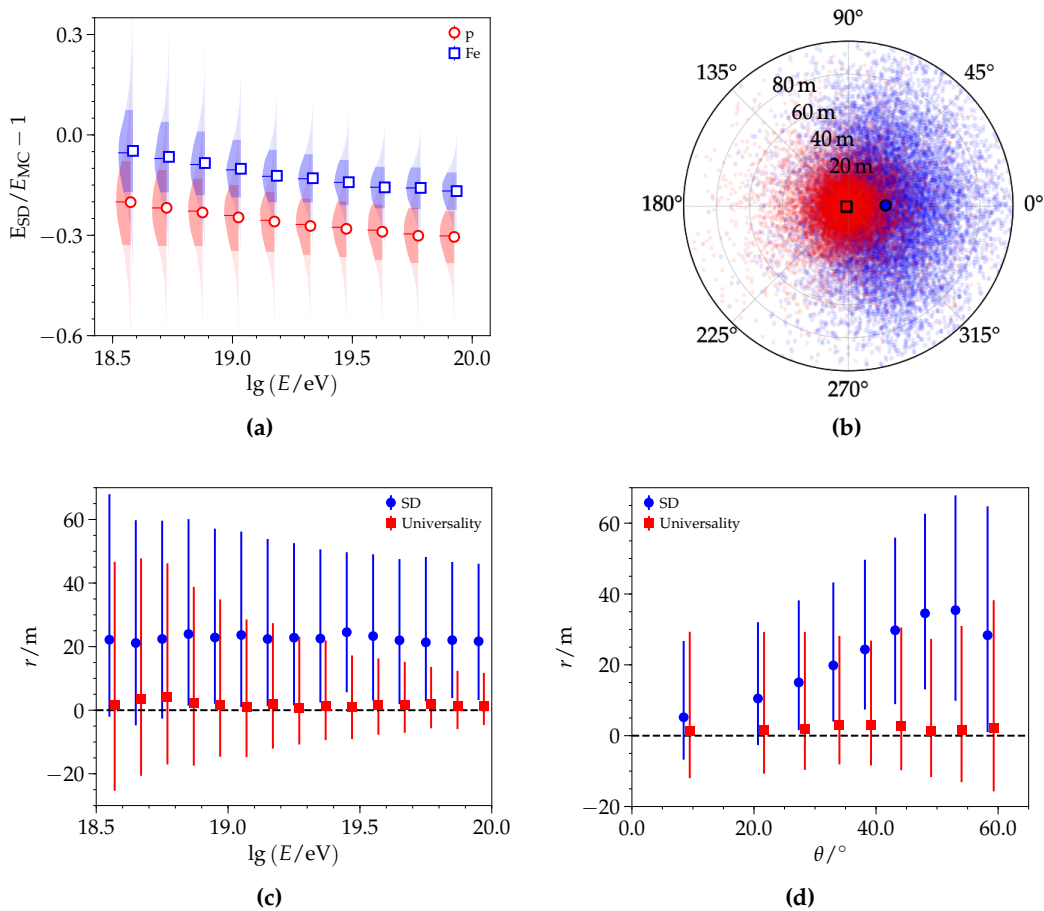 0.3
0.0
−0.3
−0.6
E_SD/E_MC − 1
p
Fe
18.5
19.0
19.5
20.0
lg (E/eV)
(a)
90°
135°
45°
80 m
60 m
40 m
20 m
180°
0°
225°
315°
270°
(b)
60
40
20
0
−20
r/m
SD
Universality
18.5
19.0
19.5
20.0
lg (E/eV)
(c)
60
40
20
0
−20
r/m
SD
Universality
0.0
20.0
40.0
60.0
θ/°
(d)